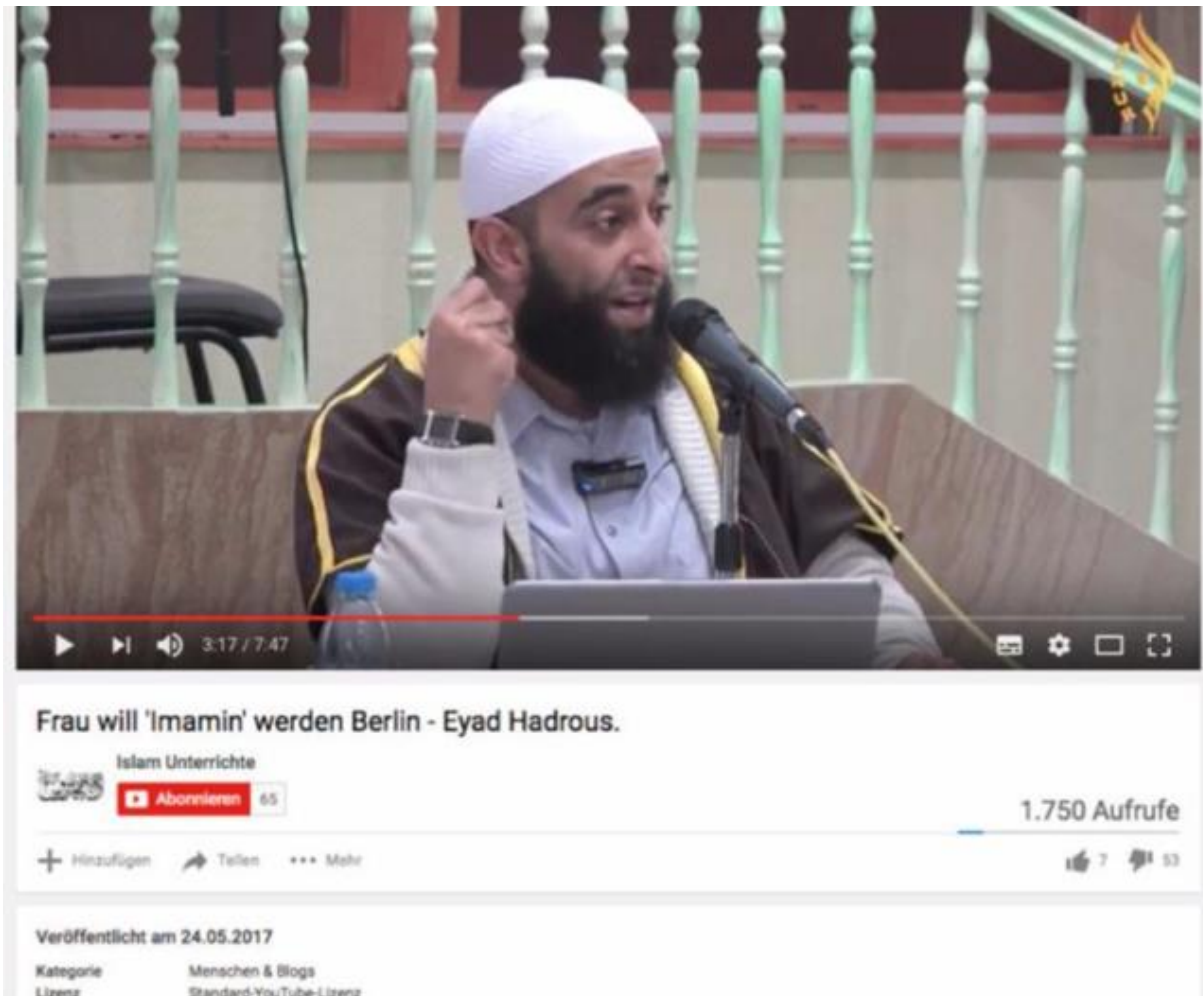 3:17 / 7:47
Frau will 'Imamin' werden Berlin - Eyad Hadrous.
Islam Unterrichte
Abonnieren 65
1.750 Aufrufe
Hinzufügen Teilen Mehr
7 53
Veröffentlicht am 24.05.2017
Kategorie Menschen & Blogs
Lizenz Standard-YouTube-Lizenz